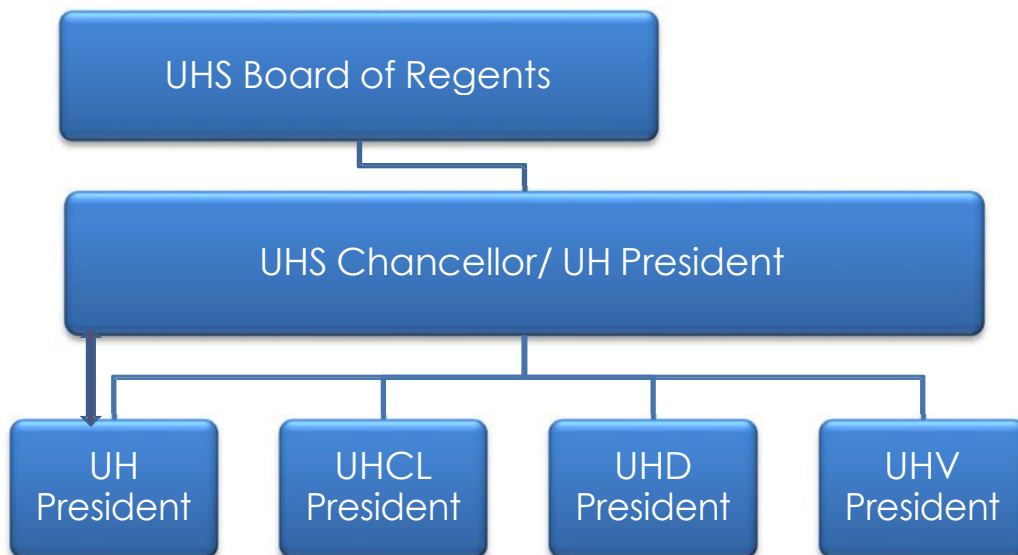 UHS Board of Regents
UHS Chancellor/ UH President
UH
President
UHCL
President
UHD
President
UHV
President